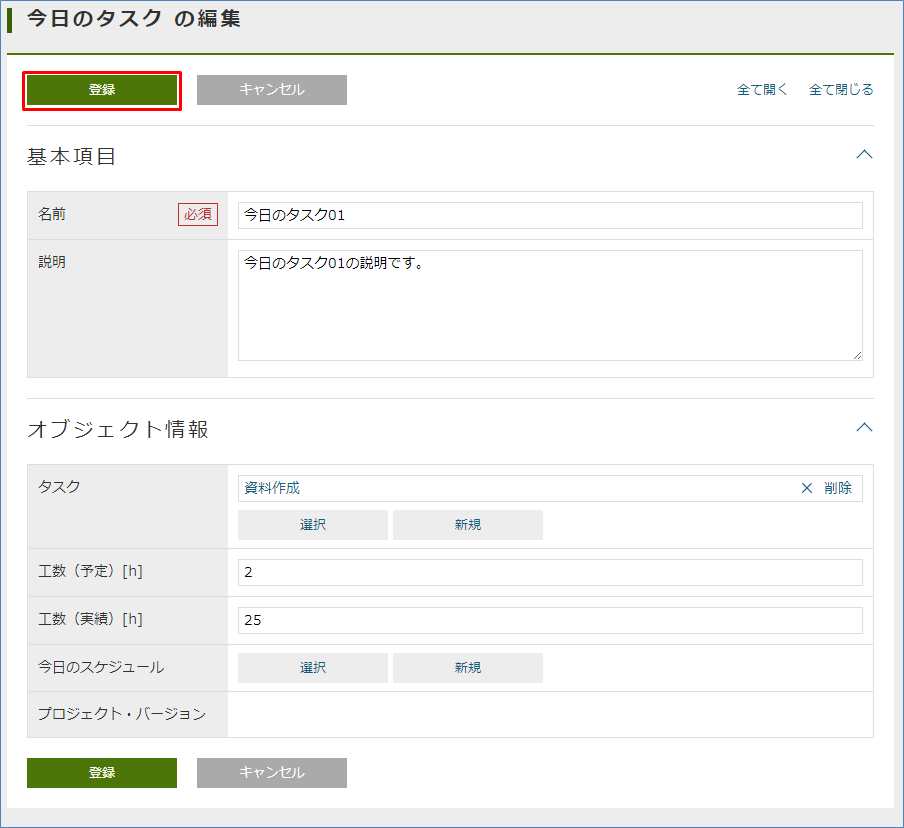 今日のタスク の編集
登録 キャンセル 全て開く 全て閉じる
基本項目
名前 必須 今日のタスク01
説明 今日のタスク01の説明です。
オブジェクト情報
タスク 資料作成 × 削除
選択 新規
工数（予定）[h] 2
工数（実績）[h] 25
今日のスケジュール 選択 新規
プロジェクト・バージョン
登録 キャンセル